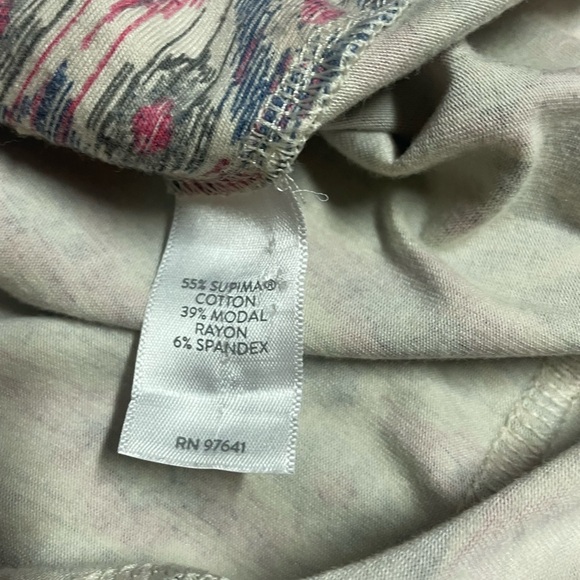 55% SUPIMA®
COTTON
39% MODAL
RAYON
6% SPANDEX
RN 97641